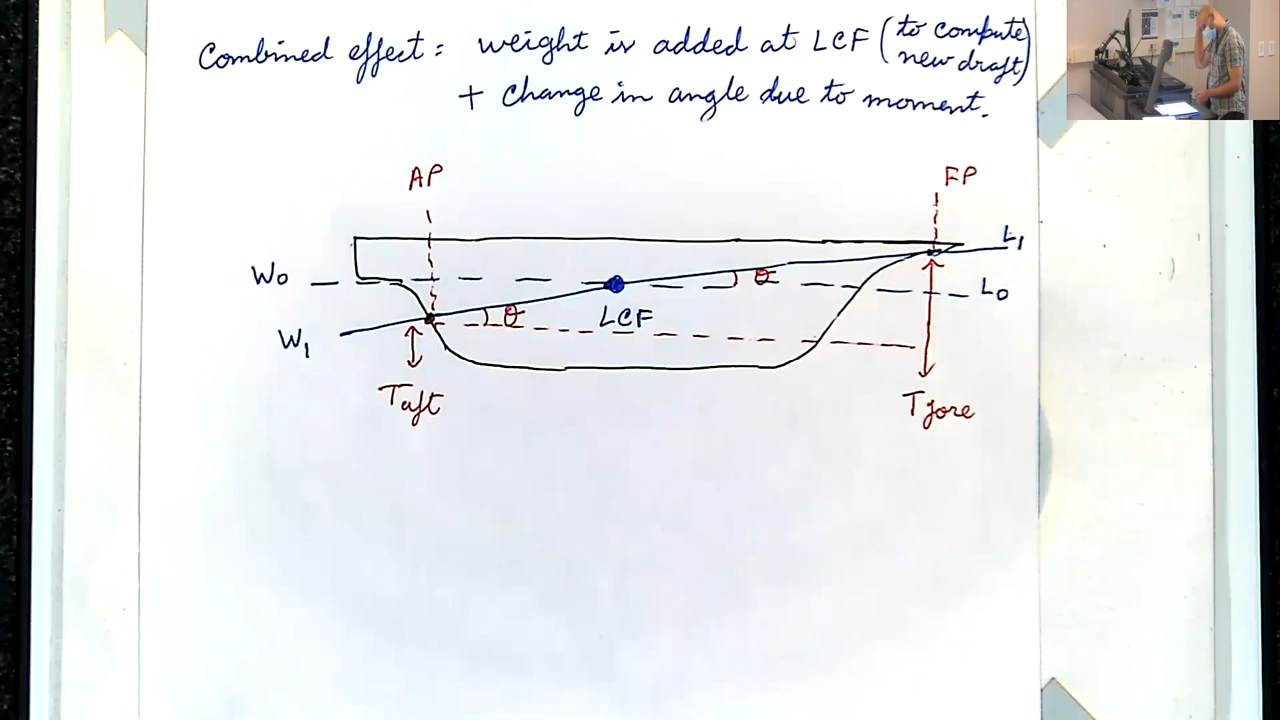 Combined effect: weight is added at LCF (to compute new draft)
+ change in angle due to moment.
AP
FP
W₀
L₁
L₀
θ
θ
LCF
W₁
Taft
Tfore